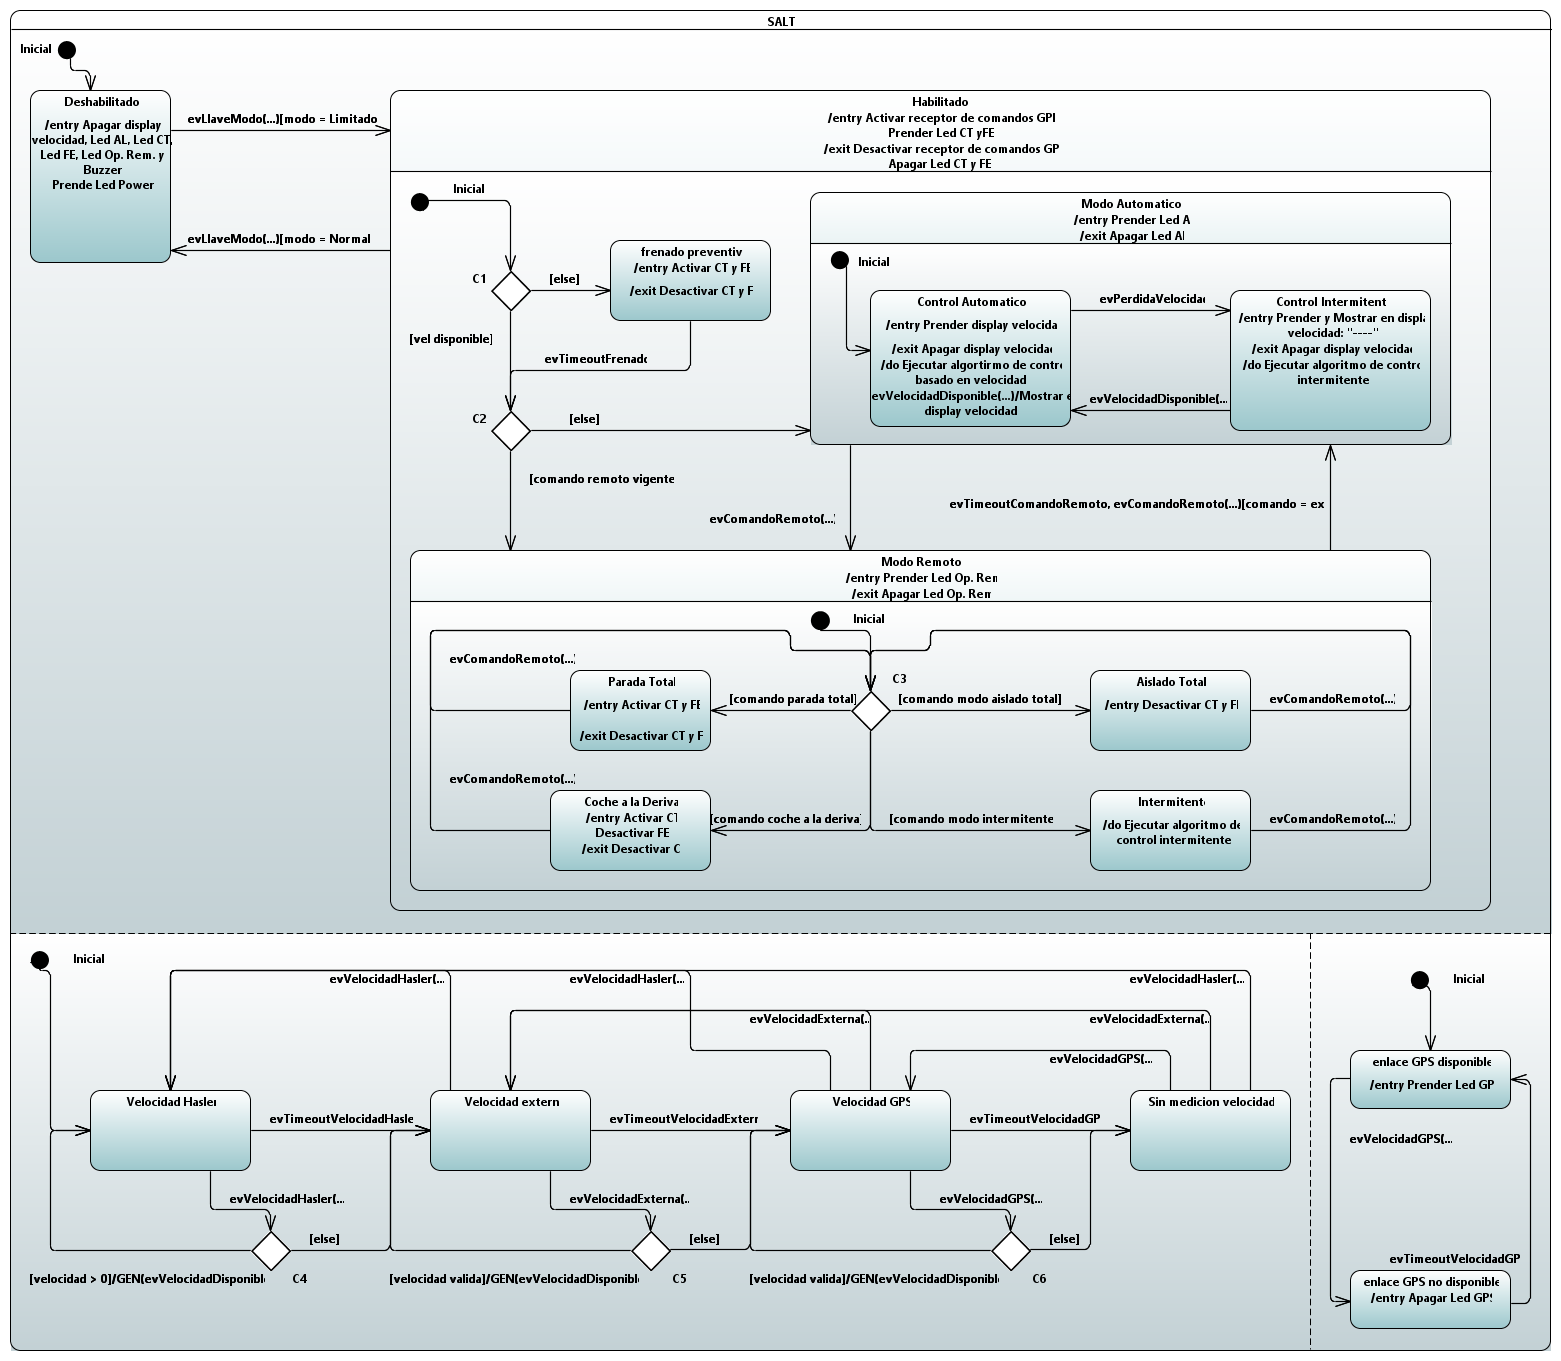 SALT
Inicial
Deshabilitado
/entry Apagar display
velocidad, Led AL, Led CT,
Led FE, Led Op. Rem. y
Buzzer
Prende Led Power
evLlaveModo(...)[modo = Limitado
evLlaveModo(...)[modo = Normal
Habilitado
/entry Activar receptor de comandos GPI
Prender Led CT yFE
/exit Desactivar receptor de comandos GP
Apagar Led CT y FE
Inicial
C1
[else]
[vel disponible]
frenado preventiv
/entry Activar CT y FE
/exit Desactivar CT y F
evTimeoutFrenado
C2
[else]
[comando remoto vigente
Modo Automatico
/entry Prender Led A
/exit Apagar Led Al
Inicial
Control Automatico
/entry Prender display velocida
/exit Apagar display velocidad
/do Ejecutar algortirmo de contro
basado en velocidad
evVelocidadDisponible(...)/Mostrar e
display velocidad
evPerdidaVelocidad
evVelocidadDisponible(...
Control Intermitent
/entry Prender y Mostrar en displa
velocidad: "----"
/exit Apagar display velocidad
/do Ejecutar algoritmo de contro
intermitente
evComandoRemoto(...)
evTimeoutComandoRemoto, evComandoRemoto(...)[comando = ex
Modo Remoto
/entry Prender Led Op. Rem
/exit Apagar Led Op. Rem
Inicial
C3
evComandoRemoto(...)
Parada Total
/entry Activar CT y FE
/exit Desactivar CT y F
[comando parada total]
[comando modo aislado total]
Aislado Total
/entry Desactivar CT y FI
evComandoRemoto(...)
evComandoRemoto(...)
Coche a la Deriva
/entry Activar CT
Desactivar FE
/exit Desactivar C
[comando coche a la deriva]
[comando modo intermitente
Intermitente
/do Ejecutar algoritmo de
control intermitente
evComandoRemoto(...)
Inicial
evVelocidadHasler(...
evVelocidadHasler(...
evVelocidadHasler(...
evVelocidadExterna(..
evVelocidadExterna(..
evVelocidadGPS(...
Velocidad Hasler
evTimeoutVelocidadHasle
Velocidad extern
evTimeoutVelocidadExtern
Velocidad GPS
evTimeoutVelocidadGP
Sin medicion velocidad
evVelocidadHasler(...
evVelocidadExterna(..
evVelocidadGPS(...
[else]
[else]
[else]
[velocidad > 0]/GEN(evVelocidadDisponibl
C4
[velocidad valida]/GEN(evVelocidadDisponibl
C5
[velocidad valida]/GEN(evVelocidadDisponibl
C6
Inicial
enlace GPS disponible
/entry Prender Led GP
evVelocidadGPS(...
evTimeoutVelocidadGP
enlace GPS no disponible
/entry Apagar Led GPS